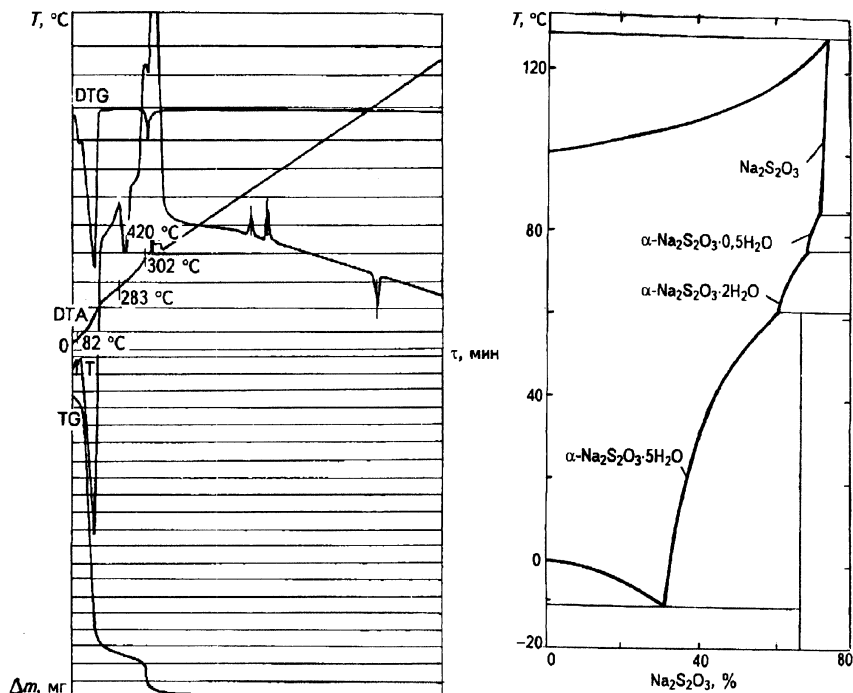 T, °C
DTG
420 °C
302 °C
283 °C
DTA
0
82 °C
T
TG
τ, мин
Δm, мг
T, °C
120
80
40
0
−20
Na₂S₂O₃
α-Na₂S₂O₃·0,5H₂O
α-Na₂S₂O₃·2H₂O
α-Na₂S₂O₃·5H₂O
0
40
80
Na₂S₂O₃, %